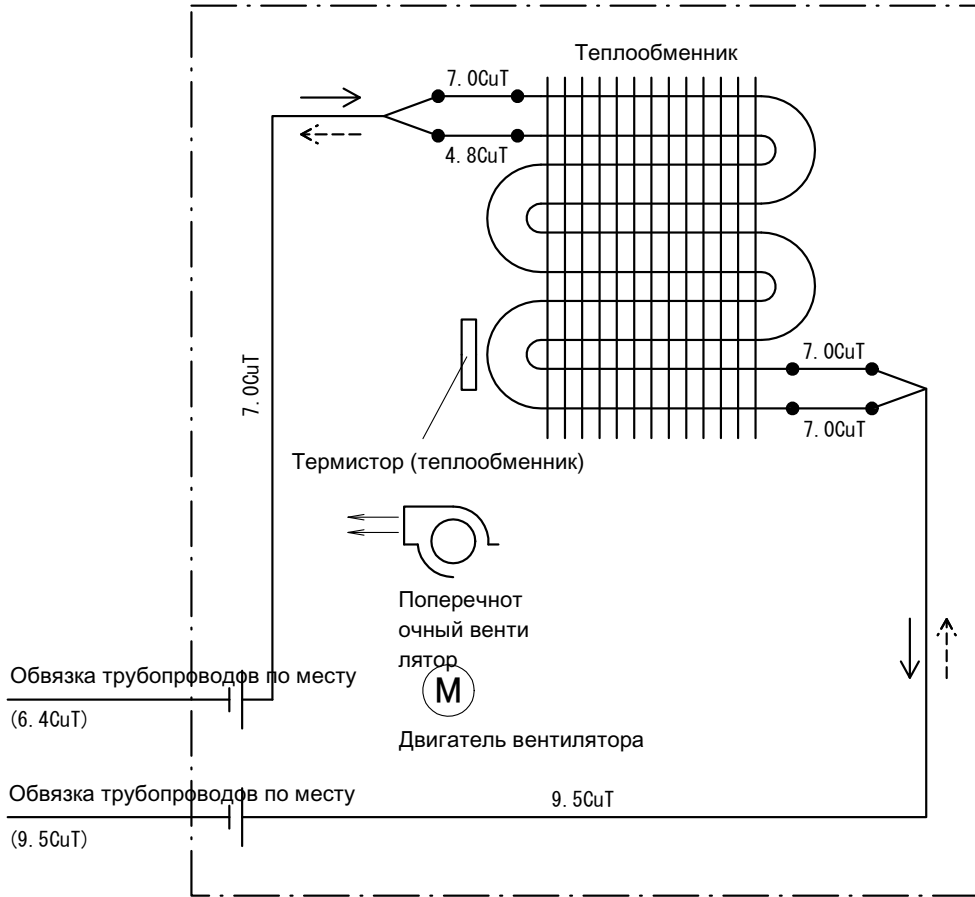 Теплообменник
7.0CuT
4.8CuT
7.0CuT
7.0CuT
7.0CuT
Термистор (теплообменник)
Поперечнот
очный венти
лятор
Обвязка трубопроводов по месту
(6.4CuT)
M
Двигатель вентилятора
Обвязка трубопроводов по месту
9.5CuT
(9.5CuT)